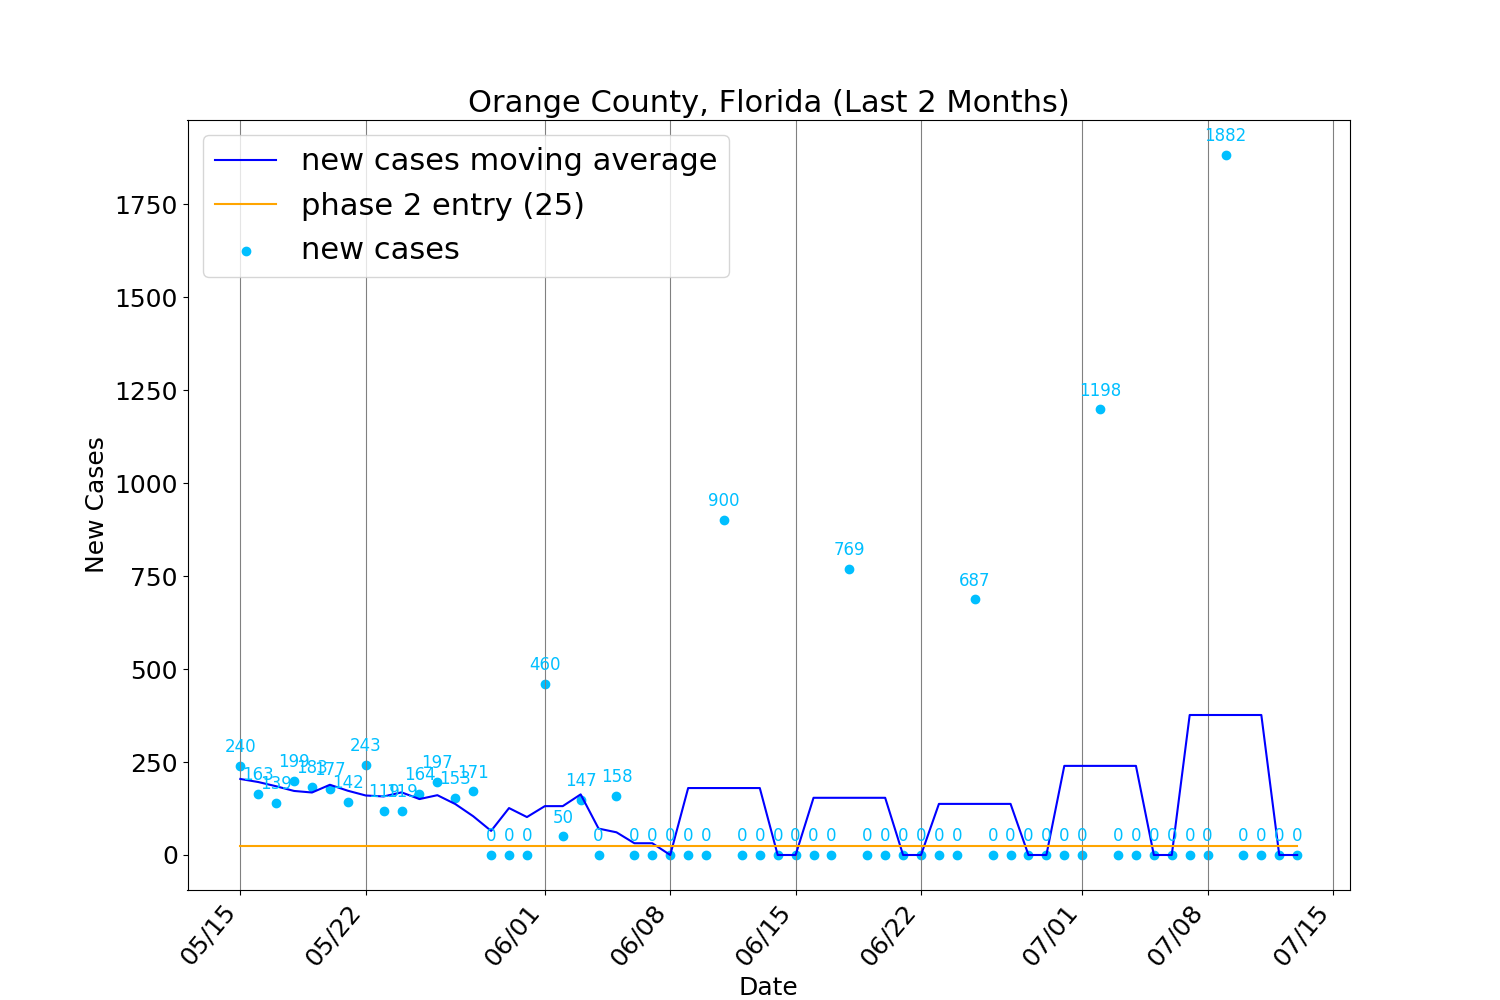 Orange County, Florida (Last 2 Months)
new cases moving average
phase 2 entry (25)
new cases
New Cases
1750
1500
1250
1000
750
500
250
0
1882
1198
900
769
687
460
240 163 139 199 183 177 142 243 119 119 164 197 153 171 0 0 0 50 147 0 158 0 0 0 0 0 0 0 0 0 0 0 0 0 0 0 0 0 0 0 0 0 0 0 0 0 0 0 0 0 0 0 0 0
05/15 05/22 06/01 06/08 06/15 06/22 07/01 07/08 07/15
Date